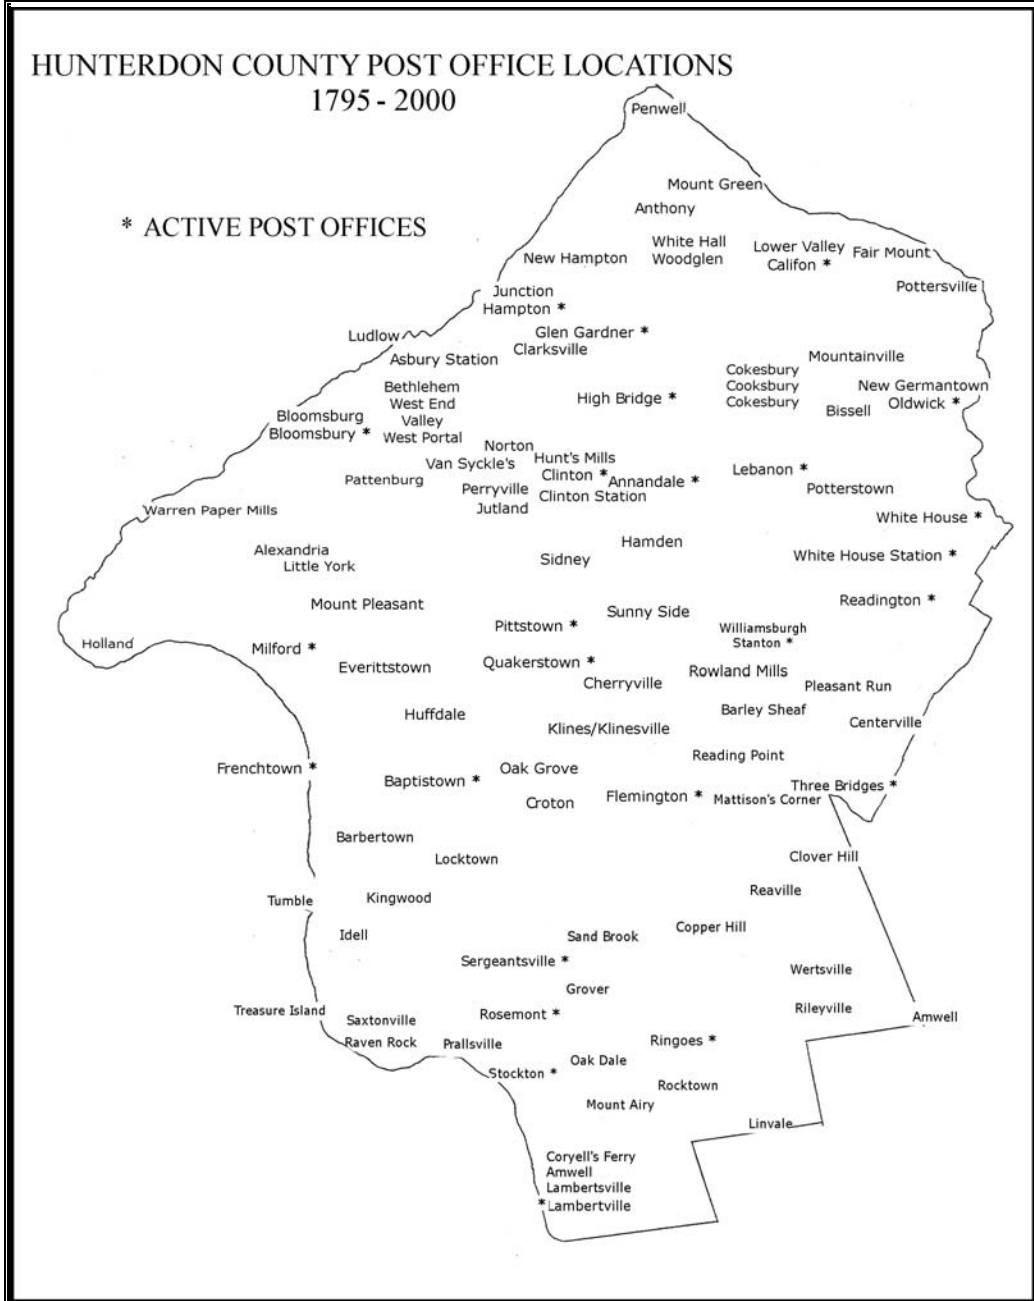 HUNTERDON COUNTY POST OFFICE LOCATIONS
1795 - 2000
Penwell
Mount Green
Anthony
* ACTIVE POST OFFICES
White Hall
Woodglen
Lower Valley
Califon *
Fair Mount
New Hampton
Pottersville
Junction
Hampton *
Glen Gardner *
Clarksville
Ludlow
Asbury Station
Mountainville
Cokesbury
Cooksbury
Cokesbury
New Germantown
Oldwick *
Bissell
Bethlehem
West End
Valley
West Portal
High Bridge *
Bloomsburg
Bloomsbury *
Norton
Van Syckle's
Hunt's Mills
Clinton *
Annandale *
Clinton Station
Lebanon *
Pattenburg
Perryville
Jutland
Potterstown
Warren Paper Mills
White House *
Hamden
Alexandria
Little York
Sidney
White House Station *
Mount Pleasant
Sunny Side
Readington *
Pittstown *
Williamsburgh
Stanton *
Holland
Milford *
Everittstown
Quakerstown *
Cherryville
Rowland Mills
Pleasant Run
Huffdale
Barley Sheaf
Centerville
Klines/Klinesville
Reading Point
Frenchtown *
Baptistown *
Oak Grove
Croton
Flemington *
Mattison's Corner
Three Bridges *
Barbertown
Locktown
Clover Hill
Reaville
Tumble
Kingwood
Idell
Sand Brook
Copper Hill
Sergeantsville *
Wertsville
Grover
Treasure Island
Saxtonville
Raven Rock
Rosemont *
Rileyville
Amwell
Prallsville
Ringoes *
Stockton *
Oak Dale
Rocktown
Mount Airy
Linvale
Coryell's Ferry
Amwell
Lambertsville
* Lambertville